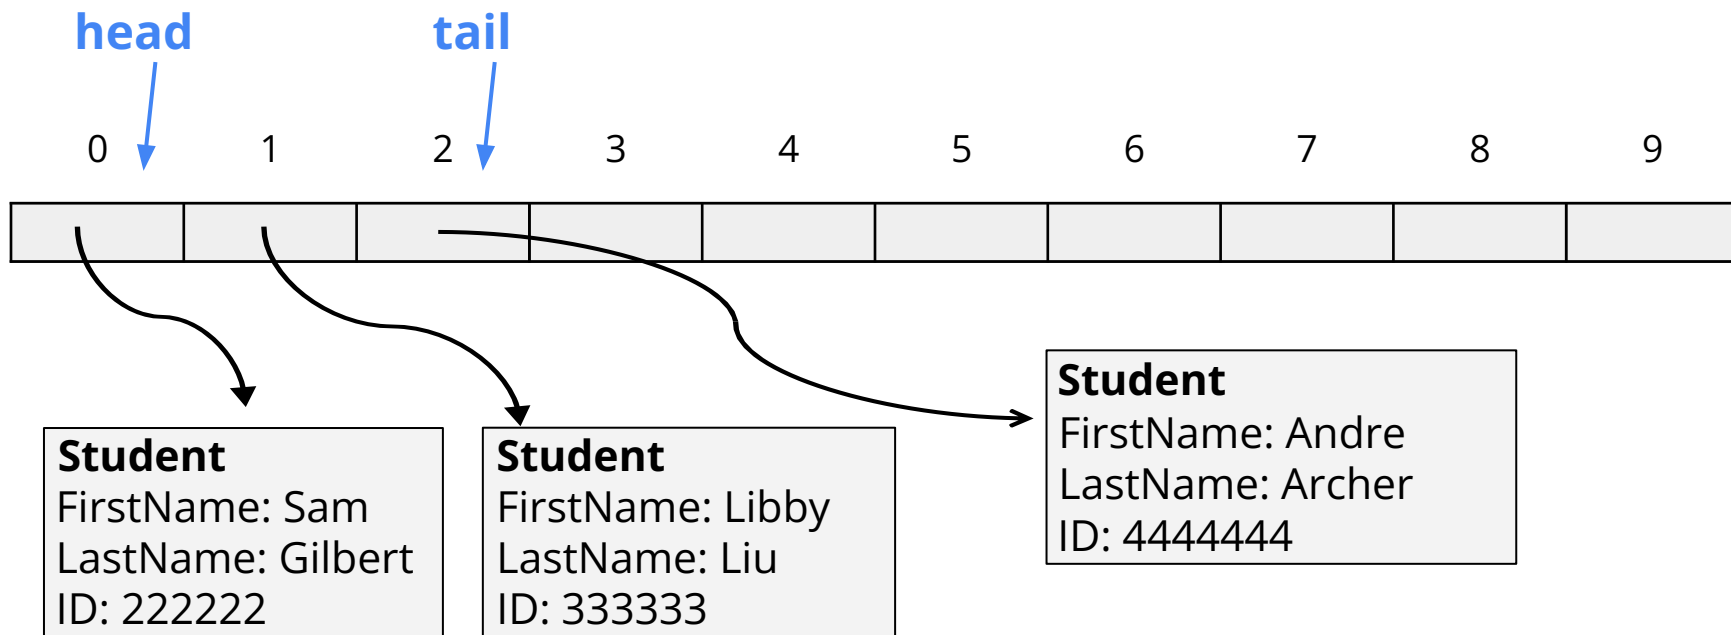 head tail
0 1 2 3 4 5 6 7 8 9
Student
FirstName: Sam
LastName: Gilbert
ID: 222222
Student
FirstName: Libby
LastName: Liu
ID: 333333
Student
FirstName: Andre
LastName: Archer
ID: 4444444